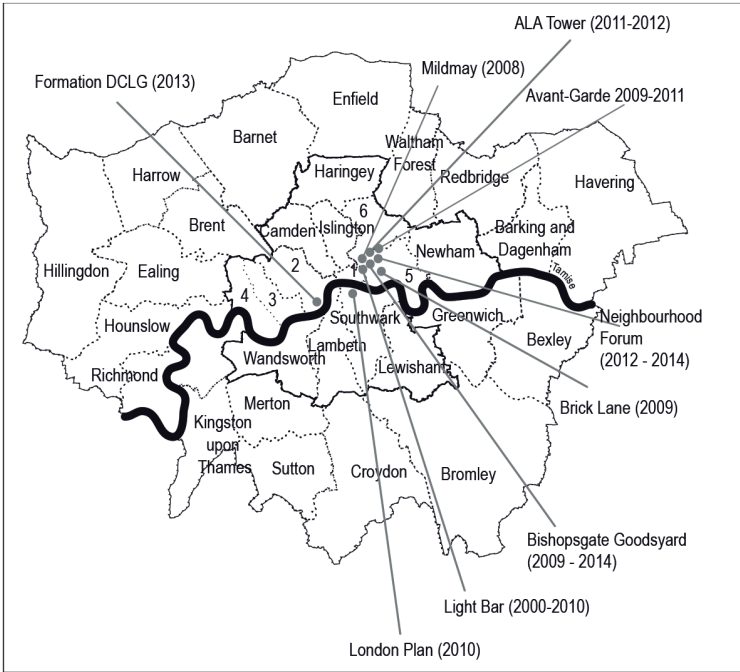 ALA Tower (2011-2012)
Mildmay (2008)
Formation DCLG (2013)
Avant-Garde 2009-2011
Enfield
Barnet
Waltham
Forest
Haringey
Harrow
Redbridge
Havering
6
Brent
Camden
Islington
Barking and
Dagenham
Newham
Hillingdon
Ealing
2
1
5
Tamise
4
3
Hounslow
Southwark
Greenwich
Neighbourhood
Forum
(2012 - 2014)
Bexley
Lambeth
Wandsworth
Lewisham
Richmond
Merton
Brick Lane (2009)
Kingston
upon
Thames
Sutton
Croydon
Bromley
Bishopsgate Goodsyard
(2009 - 2014)
Light Bar (2000-2010)
London Plan (2010)